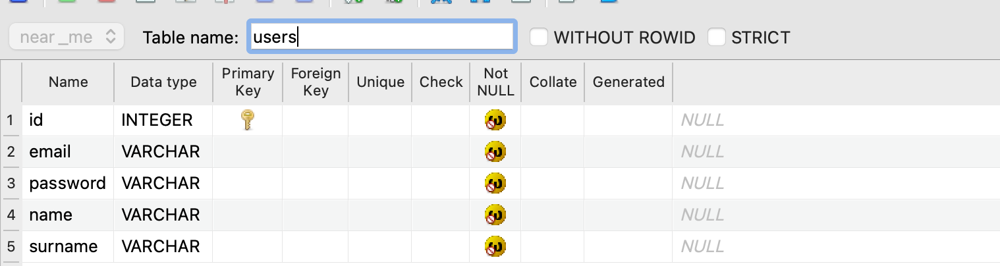 near_me Table name: users WITHOUT ROWID STRICT
Name Data type Primary Key Foreign Key Unique Check Not NULL Collate Generated
1 id INTEGER NULL
2 email VARCHAR NULL
3 password VARCHAR NULL
4 name VARCHAR NULL
5 surname VARCHAR NULL